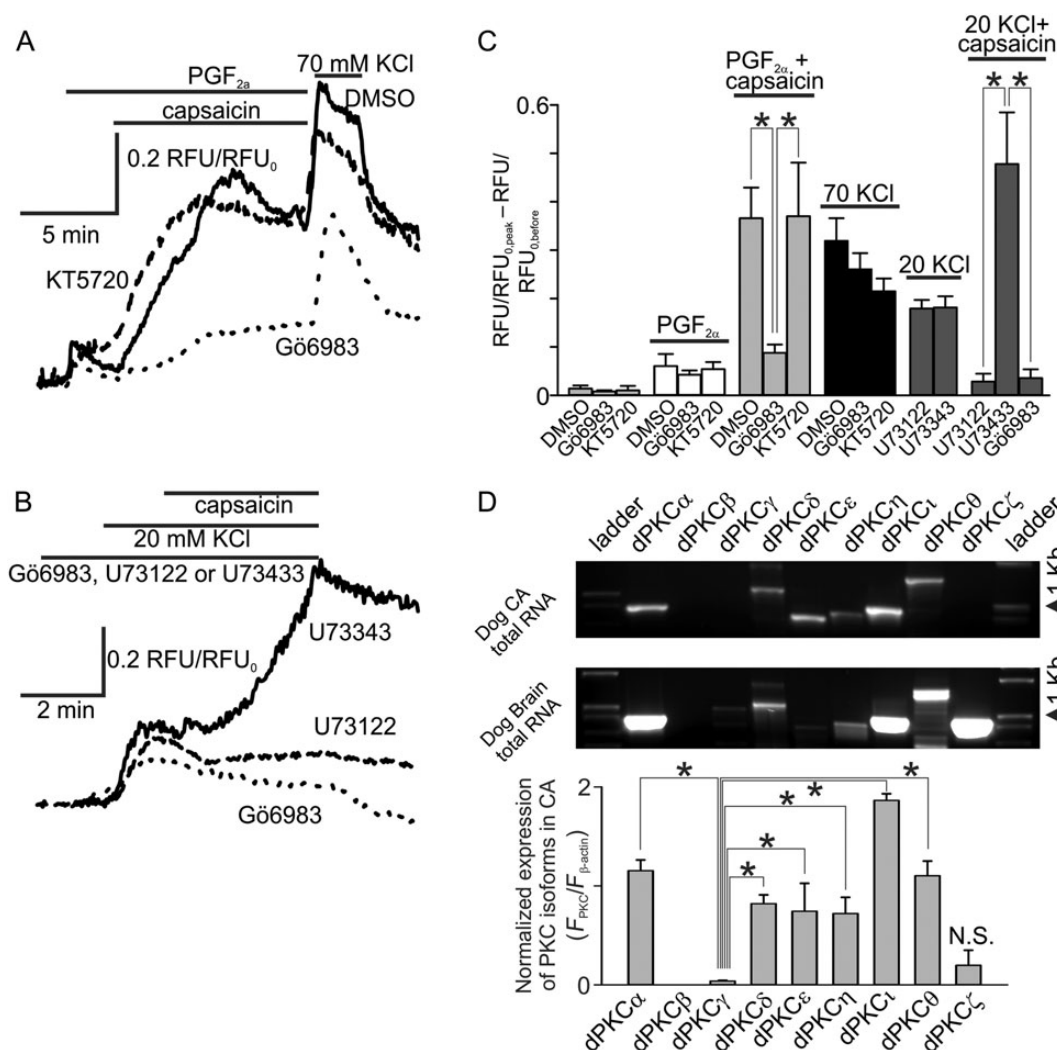 A
PGF2a
capsaicin
70 mM KCl
DMSO
0.2 RFU/RFU0
5 min
KT5720
Gö6983
B
capsaicin
20 mM KCl
Gö6983, U73122 or U73433
U73343
0.2 RFU/RFU0
2 min
U73122
Gö6983
C
RFU/RFU0,peak – RFU/
RFU0,before
0.6
0
PGF2α
PGF2α +
capsaicin
* *
70 KCl
20 KCl
20 KCl+
capsaicin
* *
DMSO
Gö6983
KT5720
DMSO
Gö6983
KT5720
DMSO
Gö6983
KT5720
DMSO
Gö6983
KT5720
U73122
U73343
U73122
U73433
Gö6983
D
ladder
dPKCα
dPKCβ
dPKCγ
dPKCδ
dPKCε
dPKCη
dPKCι
dPKCθ
dPKCζ
ladder
Dog CA
total RNA
◀1 Kb
Dog Brain
total RNA
◀1 Kb
Normalized expression
of PKC isoforms in CA
(FPKC/Fβ-actin)
2
0
*
*
*
*
*
*
N.S.
dPKCα
dPKCβ
dPKCγ
dPKCδ
dPKCε
dPKCη
dPKCι
dPKCθ
dPKCζ